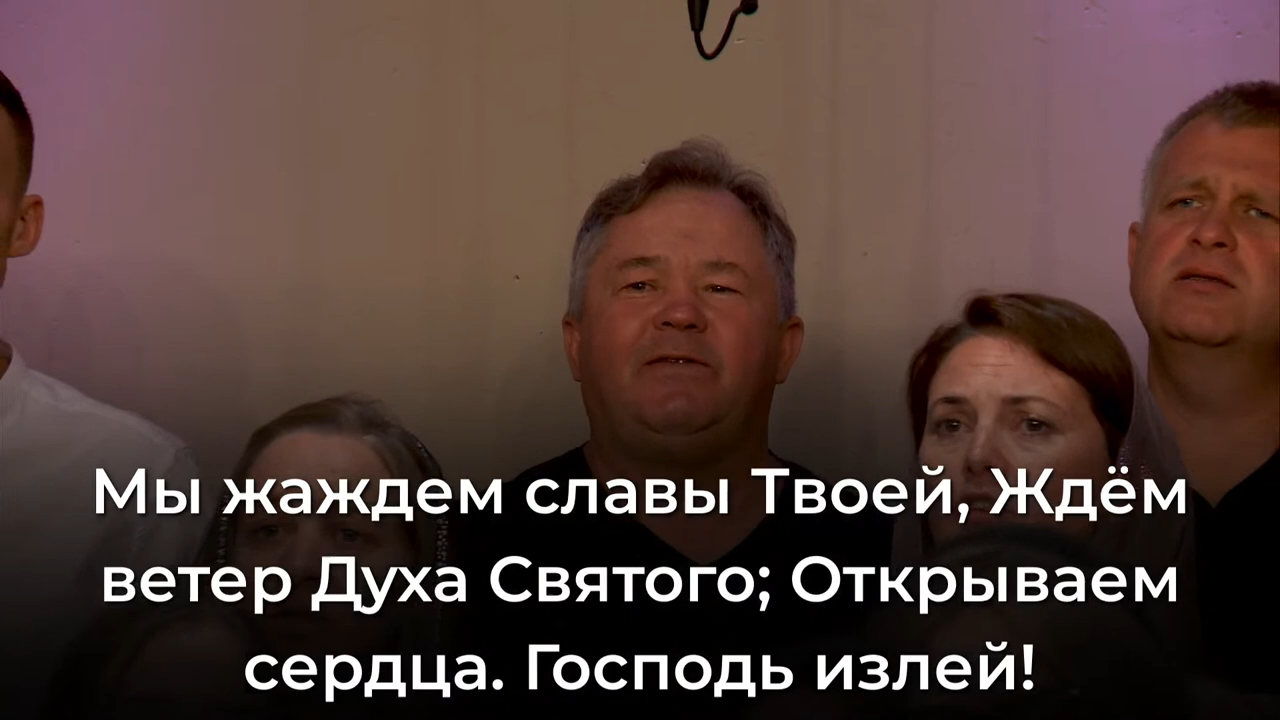 Мы жаждем славы Твоей, Ждём
ветер Духа Святого; Открываем
сердца. Господь излей!